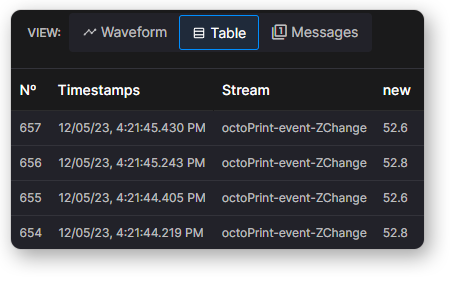 VIEW: Waveform Table Messages
Nº Timestamps Stream new
657 12/05/23, 4:21:45.430 PM octoPrint-event-ZChange 52.6
656 12/05/23, 4:21:45.243 PM octoPrint-event-ZChange 52.8
655 12/05/23, 4:21:44.405 PM octoPrint-event-ZChange 52.6
654 12/05/23, 4:21:44.219 PM octoPrint-event-ZChange 52.8